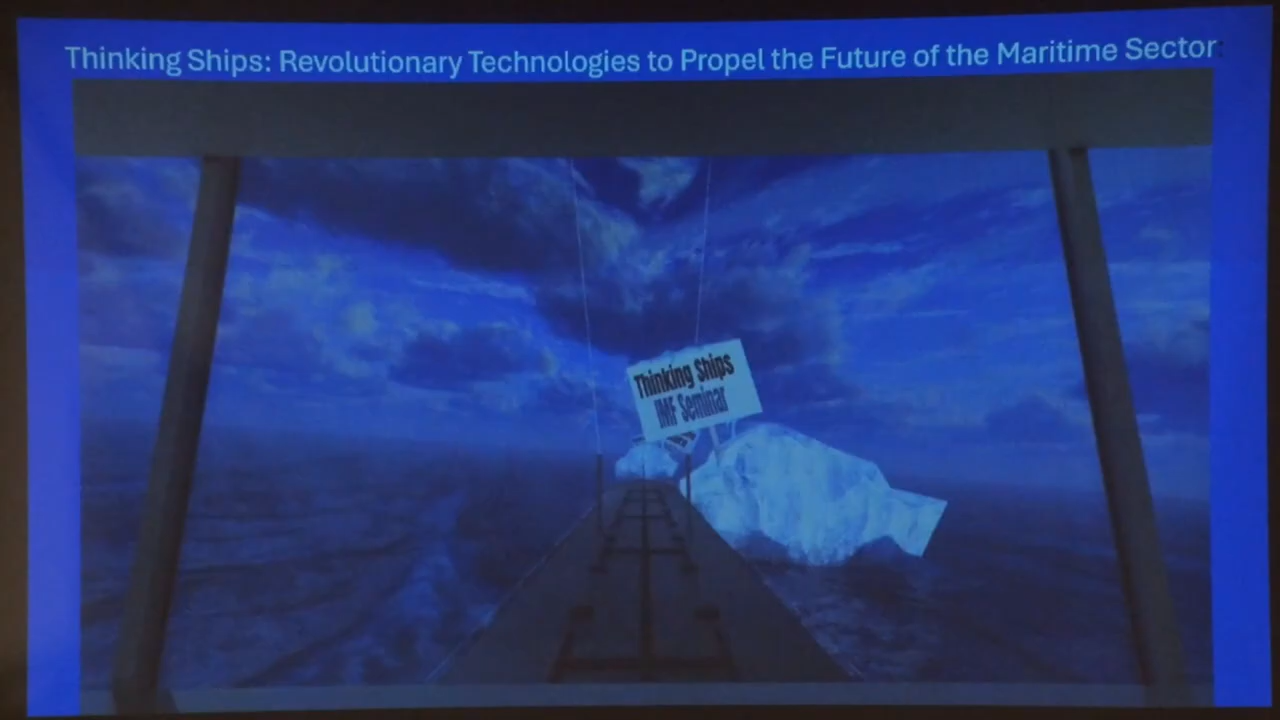 Thinking Ships: Revolutionary Technologies to Propel the Future of the Maritime Sector
Thinking Ships
IMF Seminar